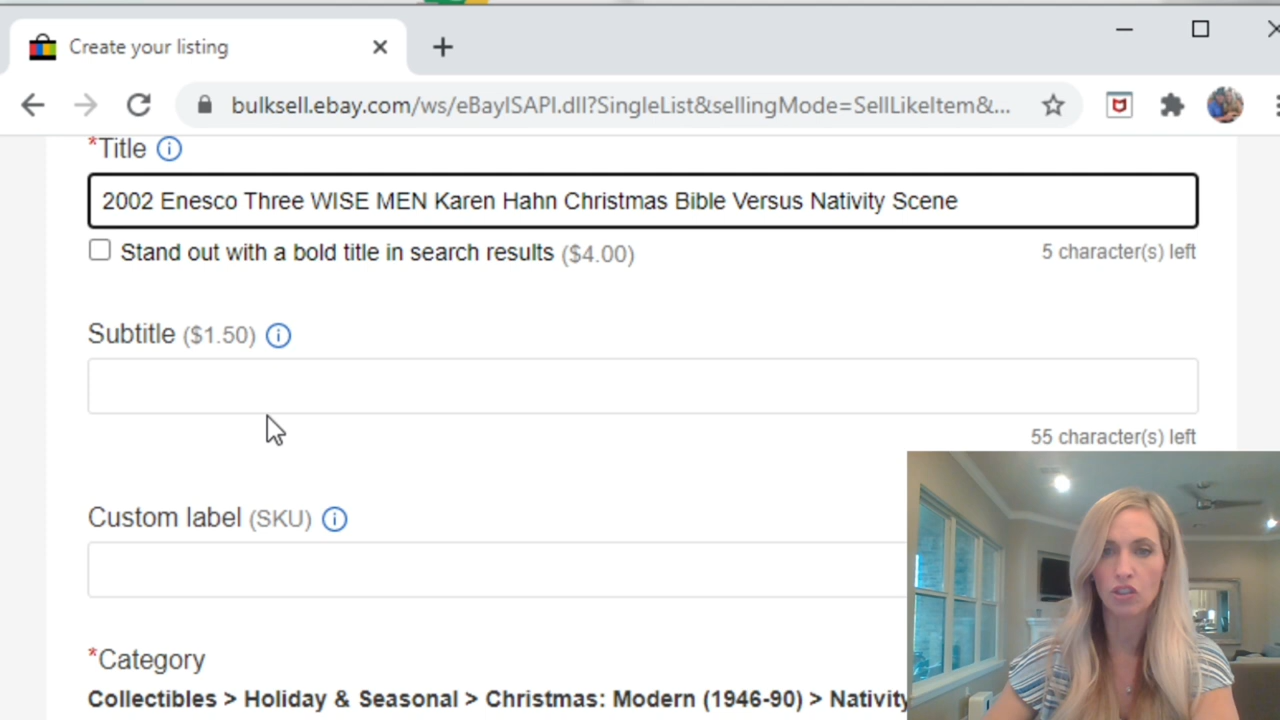 Create your listing
bulksell.ebay.com/ws/eBayISAPI.dll?SingleList&sellingMode=SellLikeItem&...
*Title
2002 Enesco Three WISE MEN Karen Hahn Christmas Bible Versus Nativity Scene
Stand out with a bold title in search results ($4.00)
5 character(s) left
Subtitle ($1.50)
55 character(s) left
Custom label (SKU)
*Category
Collectibles > Holiday & Seasonal > Christmas: Modern (1946-90) > Nativity